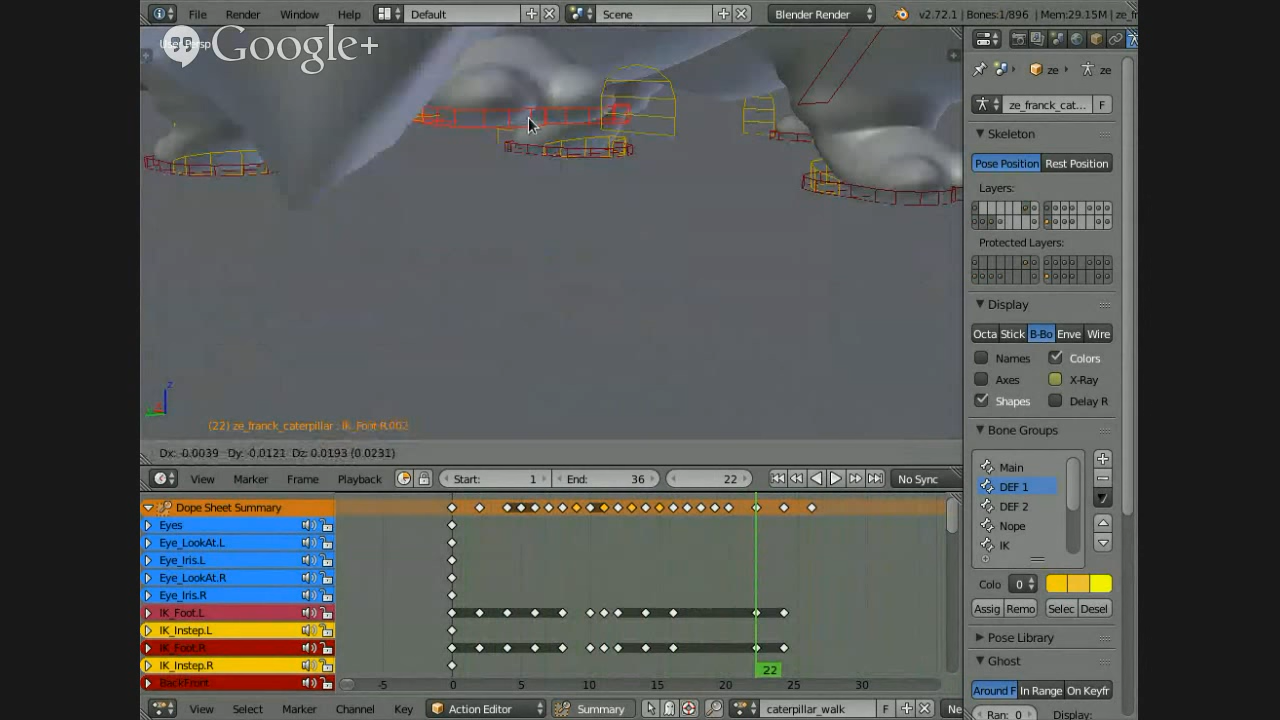 File Render Window Help Default Scene Blender Render v2.72.1 | Bones:1/896 | Mem:29.15M | ze_fr
Google+
ze ze
ze_franck_cat... F
Skeleton
Pose Position Rest Position
Layers:
Protected Layers:
Display
Octa Stick B-Bo Enve Wire
Names Colors
Axes X-Ray
Shapes Delay R
z
(22) ze_franck_caterpillar : IK_Foot.R.002
Bone Groups
Dx: -0.0039 Dy: -0.0121 Dz: 0.0193 (0.0231)
Main
View Marker Frame Playback Start: 1 End: 36 22 No Sync
DEF 1
Dope Sheet Summary
DEF 2
Eyes
Nope
Eye_LookAt.L
IK
Eye_Iris.L
Eye_LookAt.R
Colo 0
Eye_Iris.R
Assig Remo Selec Desel
IK_Foot.L
IK_Instep.L
Pose Library
IK_Foot.R
Ghost
IK_Instep.R
22
BackFront
-5 0 5 10 15 20 25 30
Around F In Range On Keyfr
View Select Marker Channel Key Action Editor Summary caterpillar_walk F Ne
Ran: 0 Display: